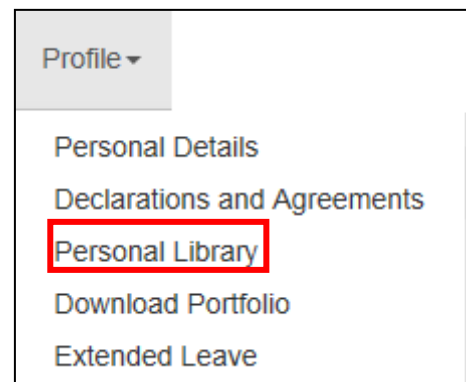 Profile
Personal Details
Declarations and Agreements
Personal Library
Download Portfolio
Extended Leave